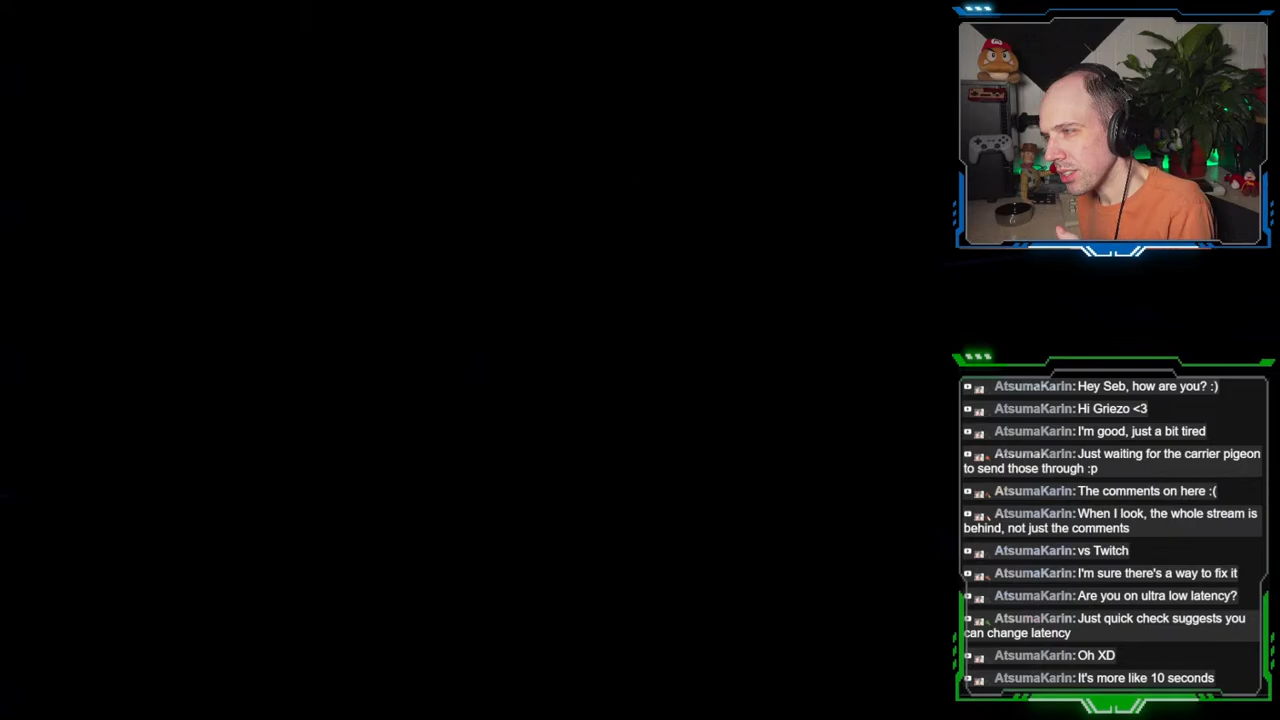 AtsumaKarin: Hey Seb, how are you? :)
AtsumaKarin: Hi Griezo <3
AtsumaKarin: I'm good, just a bit tired
AtsumaKarin: Just waiting for the carrier pigeon
to send those through :p
AtsumaKarin: The comments on here :(
AtsumaKarin: When I look, the whole stream is
behind, not just the comments
AtsumaKarin: vs Twitch
AtsumaKarin: I'm sure there's a way to fix it
AtsumaKarin: Are you on ultra low latency?
AtsumaKarin: Just quick check suggests you
can change latency
AtsumaKarin: Oh XD
AtsumaKarin: It's more like 10 seconds